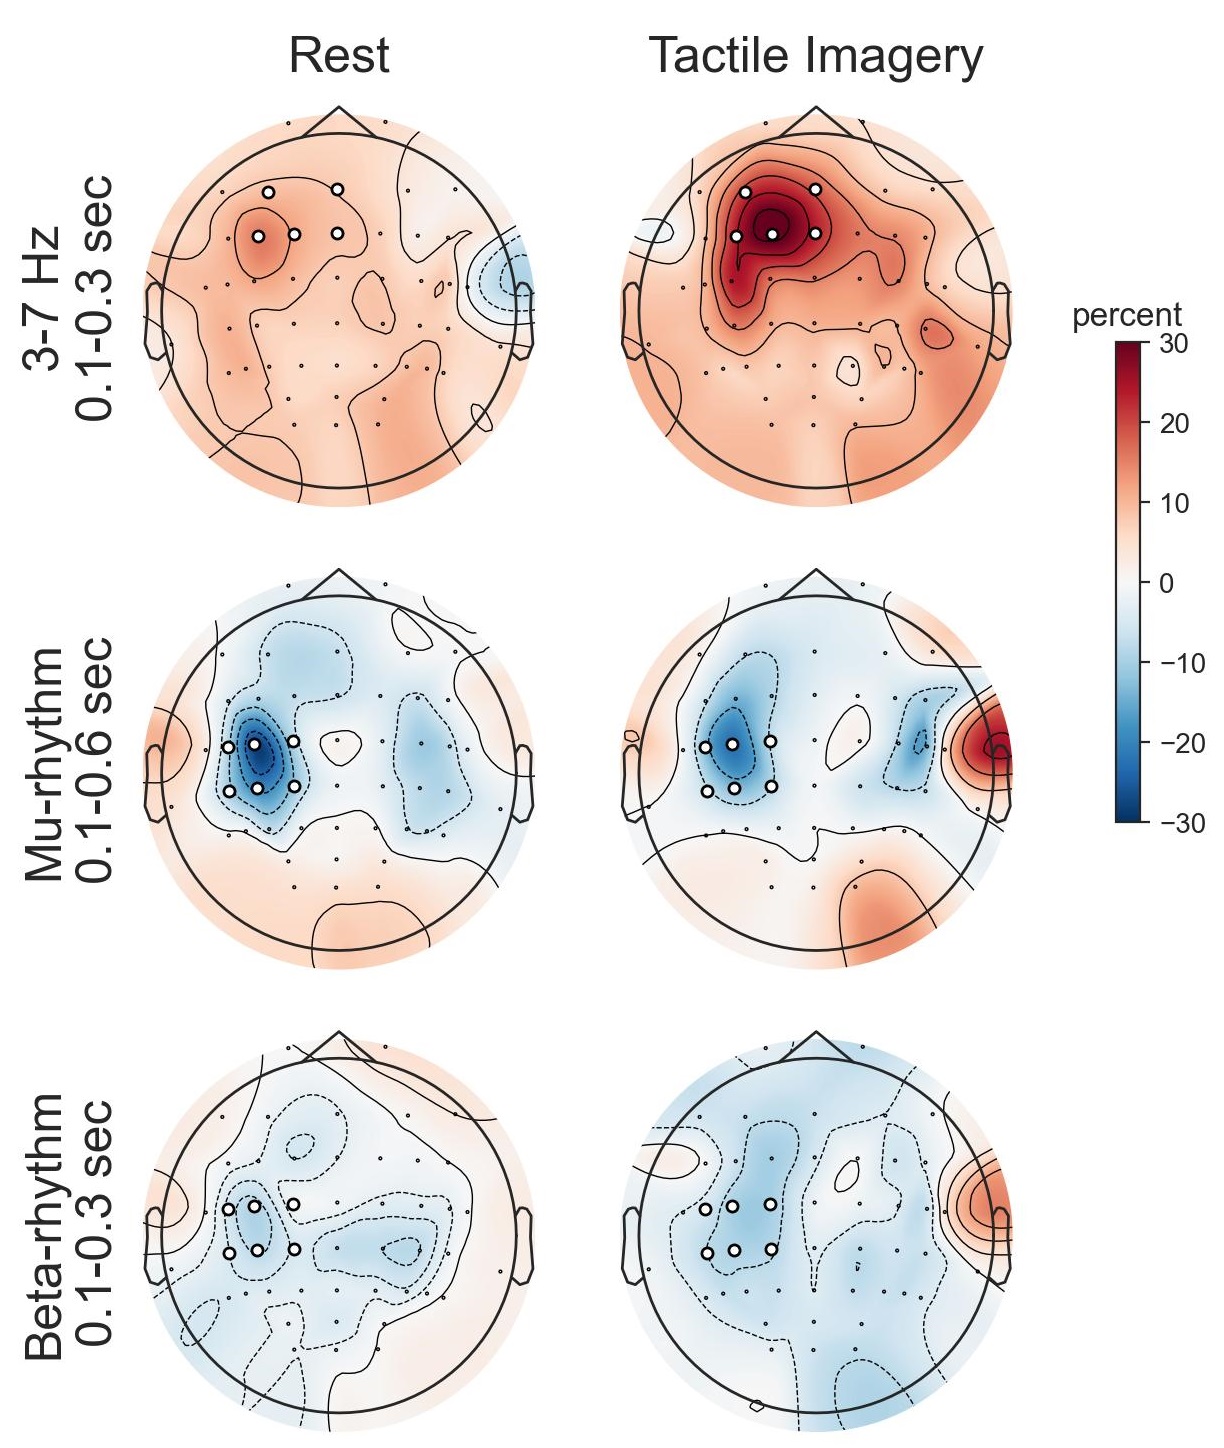 Rest
Tactile Imagery
3-7 Hz
0.1-0.3 sec
percent
30
20
10
0
−10
−20
−30
Mu-rhythm
0.1-0.6 sec
Beta-rhythm
0.1-0.3 sec